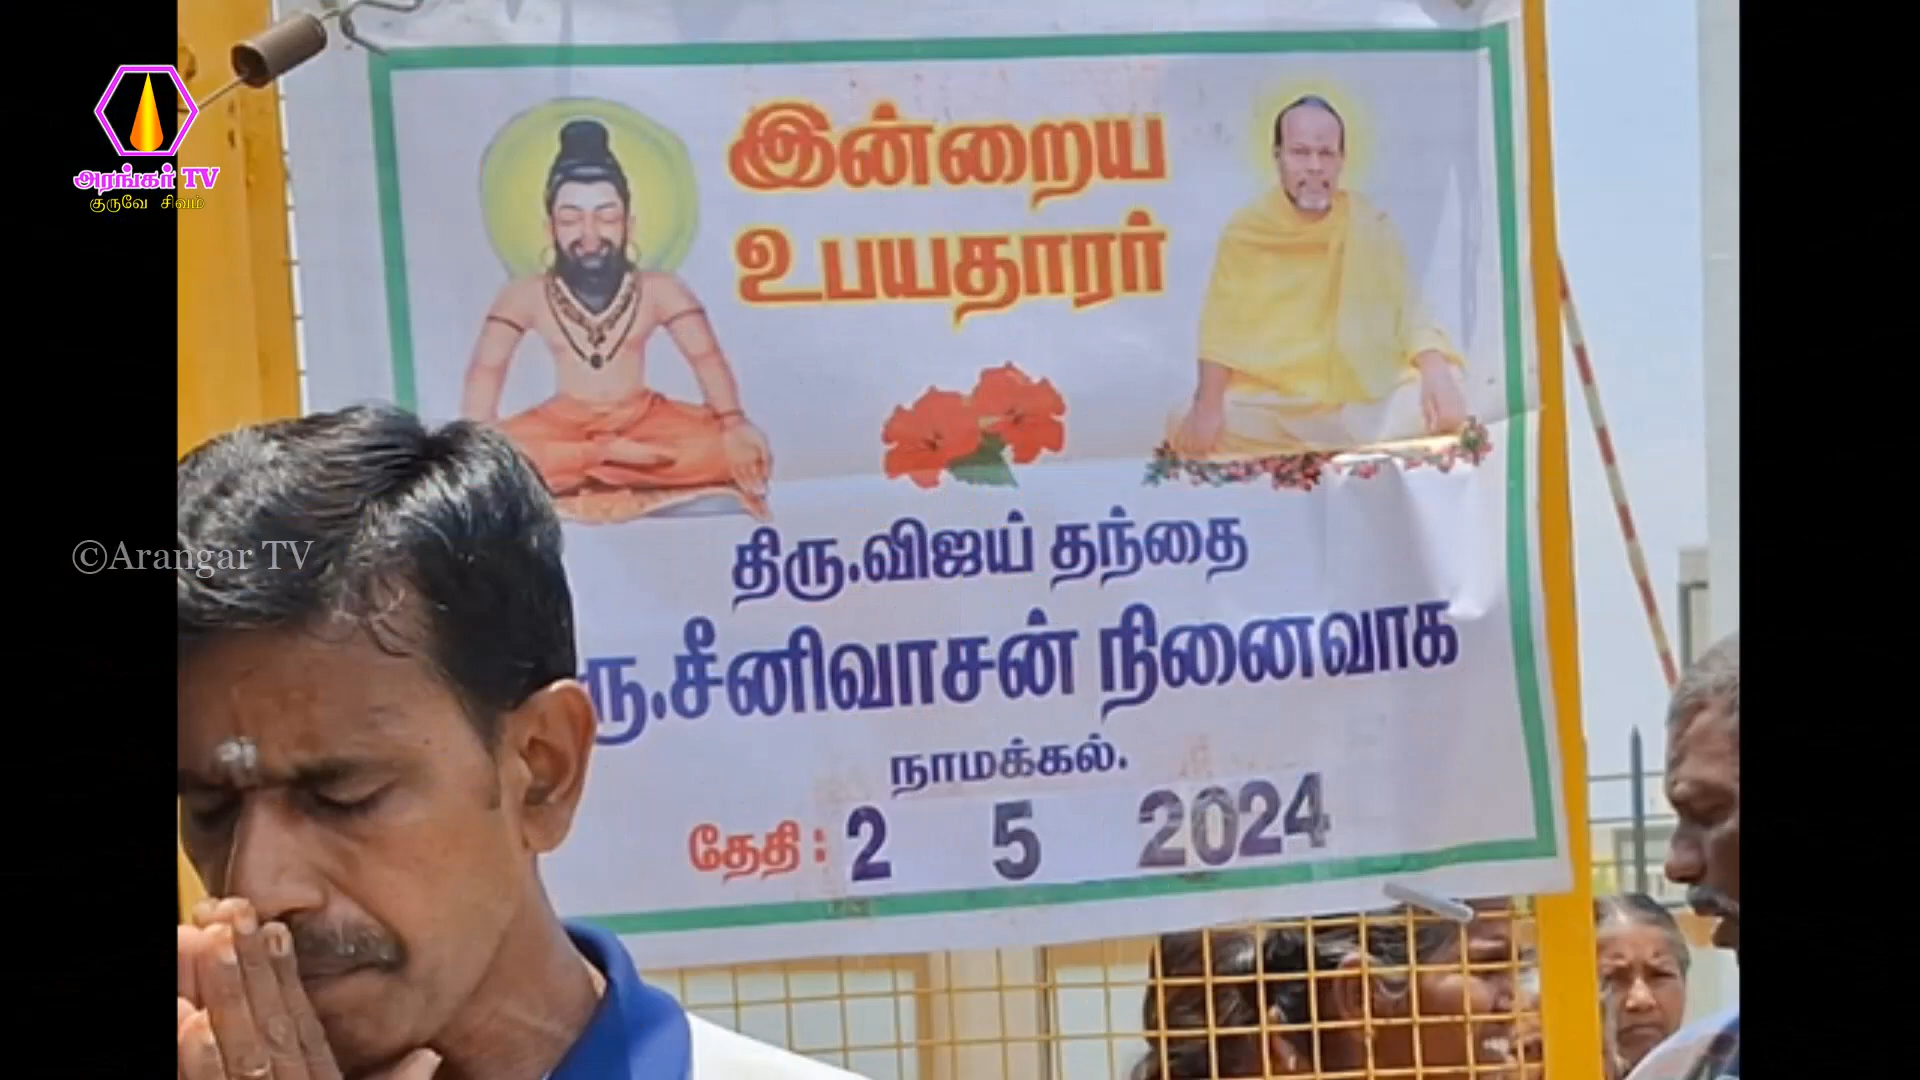 அரங்கர் TV
குருவே சிவம்
இன்றைய
உபயதாரர்
©Arangar TV
திரு.விஜய் தந்தை
சீனிவாசன் நினைவாக
நாமக்கல்.
தேதி : 2 5 2024